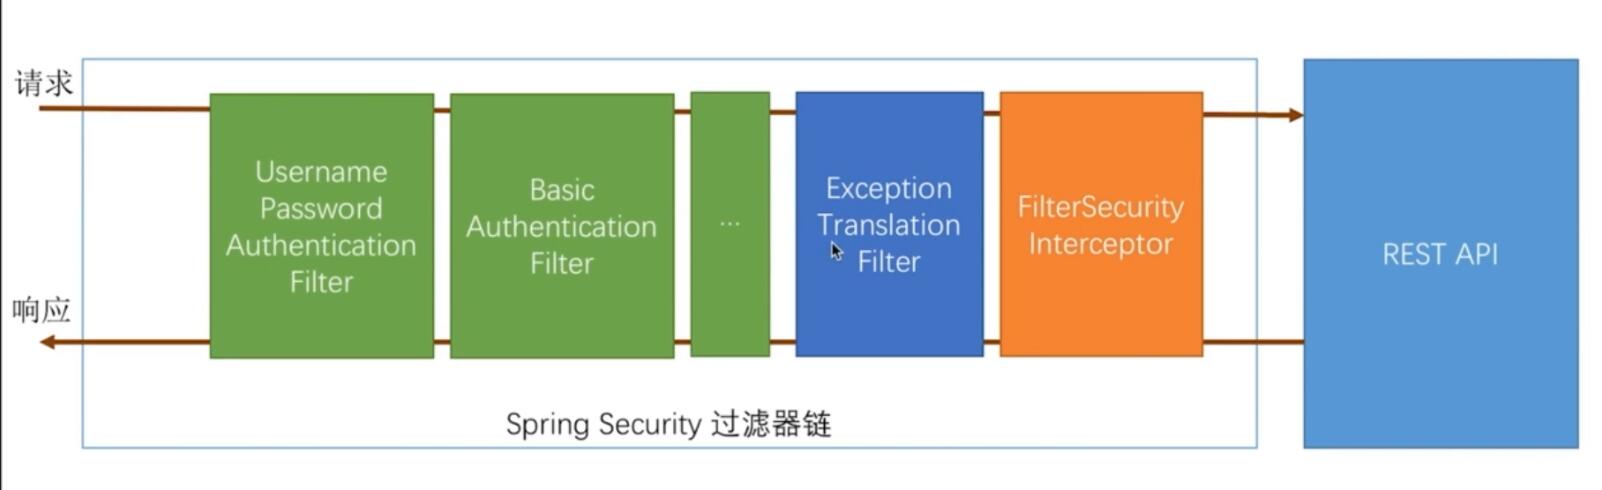 请求
Username
Password
Authentication
Filter
Basic
Authentication
Filter
...
Exception
Translation
Filter
FilterSecurity
Interceptor
REST API
响应
Spring Security 过滤器链